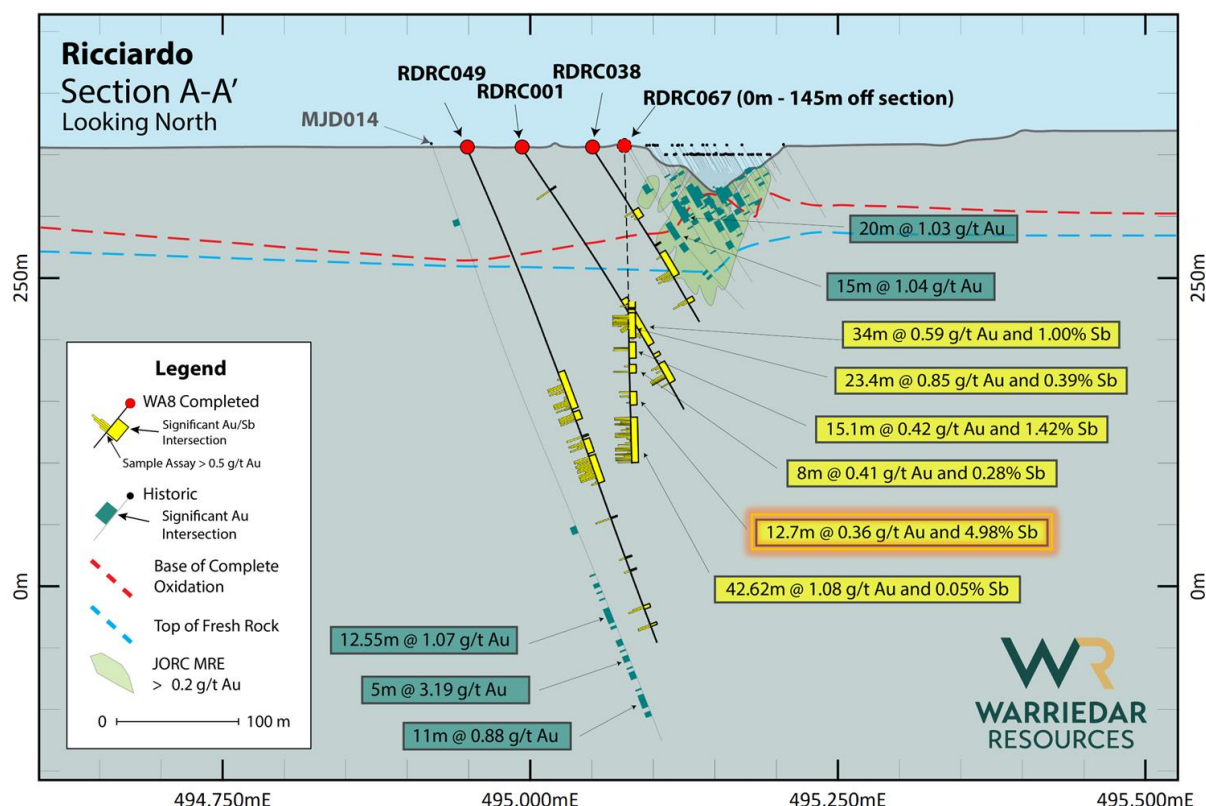 Ricciardo
Section A-A’
Looking North
MJD014
RDRC049
RDRC001
RDRC038
RDRC067 (0m - 145m off section)
20m @ 1.03 g/t Au
15m @ 1.04 g/t Au
34m @ 0.59 g/t Au and 1.00% Sb
23.4m @ 0.85 g/t Au and 0.39% Sb
15.1m @ 0.42 g/t Au and 1.42% Sb
8m @ 0.41 g/t Au and 0.28% Sb
12.7m @ 0.36 g/t Au and 4.98% Sb
42.62m @ 1.08 g/t Au and 0.05% Sb
12.55m @ 1.07 g/t Au
5m @ 3.19 g/t Au
11m @ 0.88 g/t Au
250m
0m
250m
0m
Legend
WA8 Completed
Significant Au/Sb
Intersection
Sample Assay > 0.5 g/t Au
Historic
Significant Au
Intersection
Base of Complete
Oxidation
Top of Fresh Rock
JORC MRE
> 0.2 g/t Au
0 100 m
WR
WARRIEDAR
RESOURCES
494.750mE
495.000mE
495.250mE
495.500mE